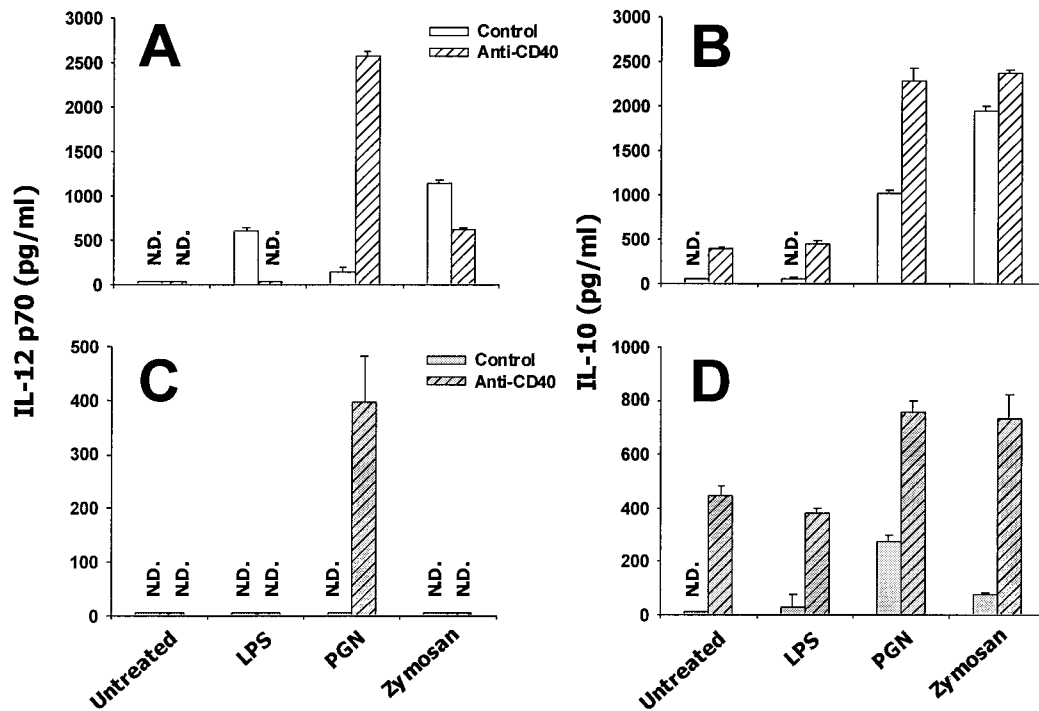 A
3000
2500
2000
1500
1000
500
0
Control
Anti-CD40
N.D.
N.D.
N.D.
IL-12 p70 (pg/ml)
B
3000
2500
2000
1500
1000
500
0
N.D.
N.D.
IL-10 (pg/ml)
C
500
400
300
200
100
0
Control
Anti-CD40
N.D.
N.D.
N.D.
N.D.
N.D.
N.D.
N.D.
Untreated
LPS
PGN
Zymosan
D
1000
800
600
400
200
0
N.D.
Untreated
LPS
PGN
Zymosan